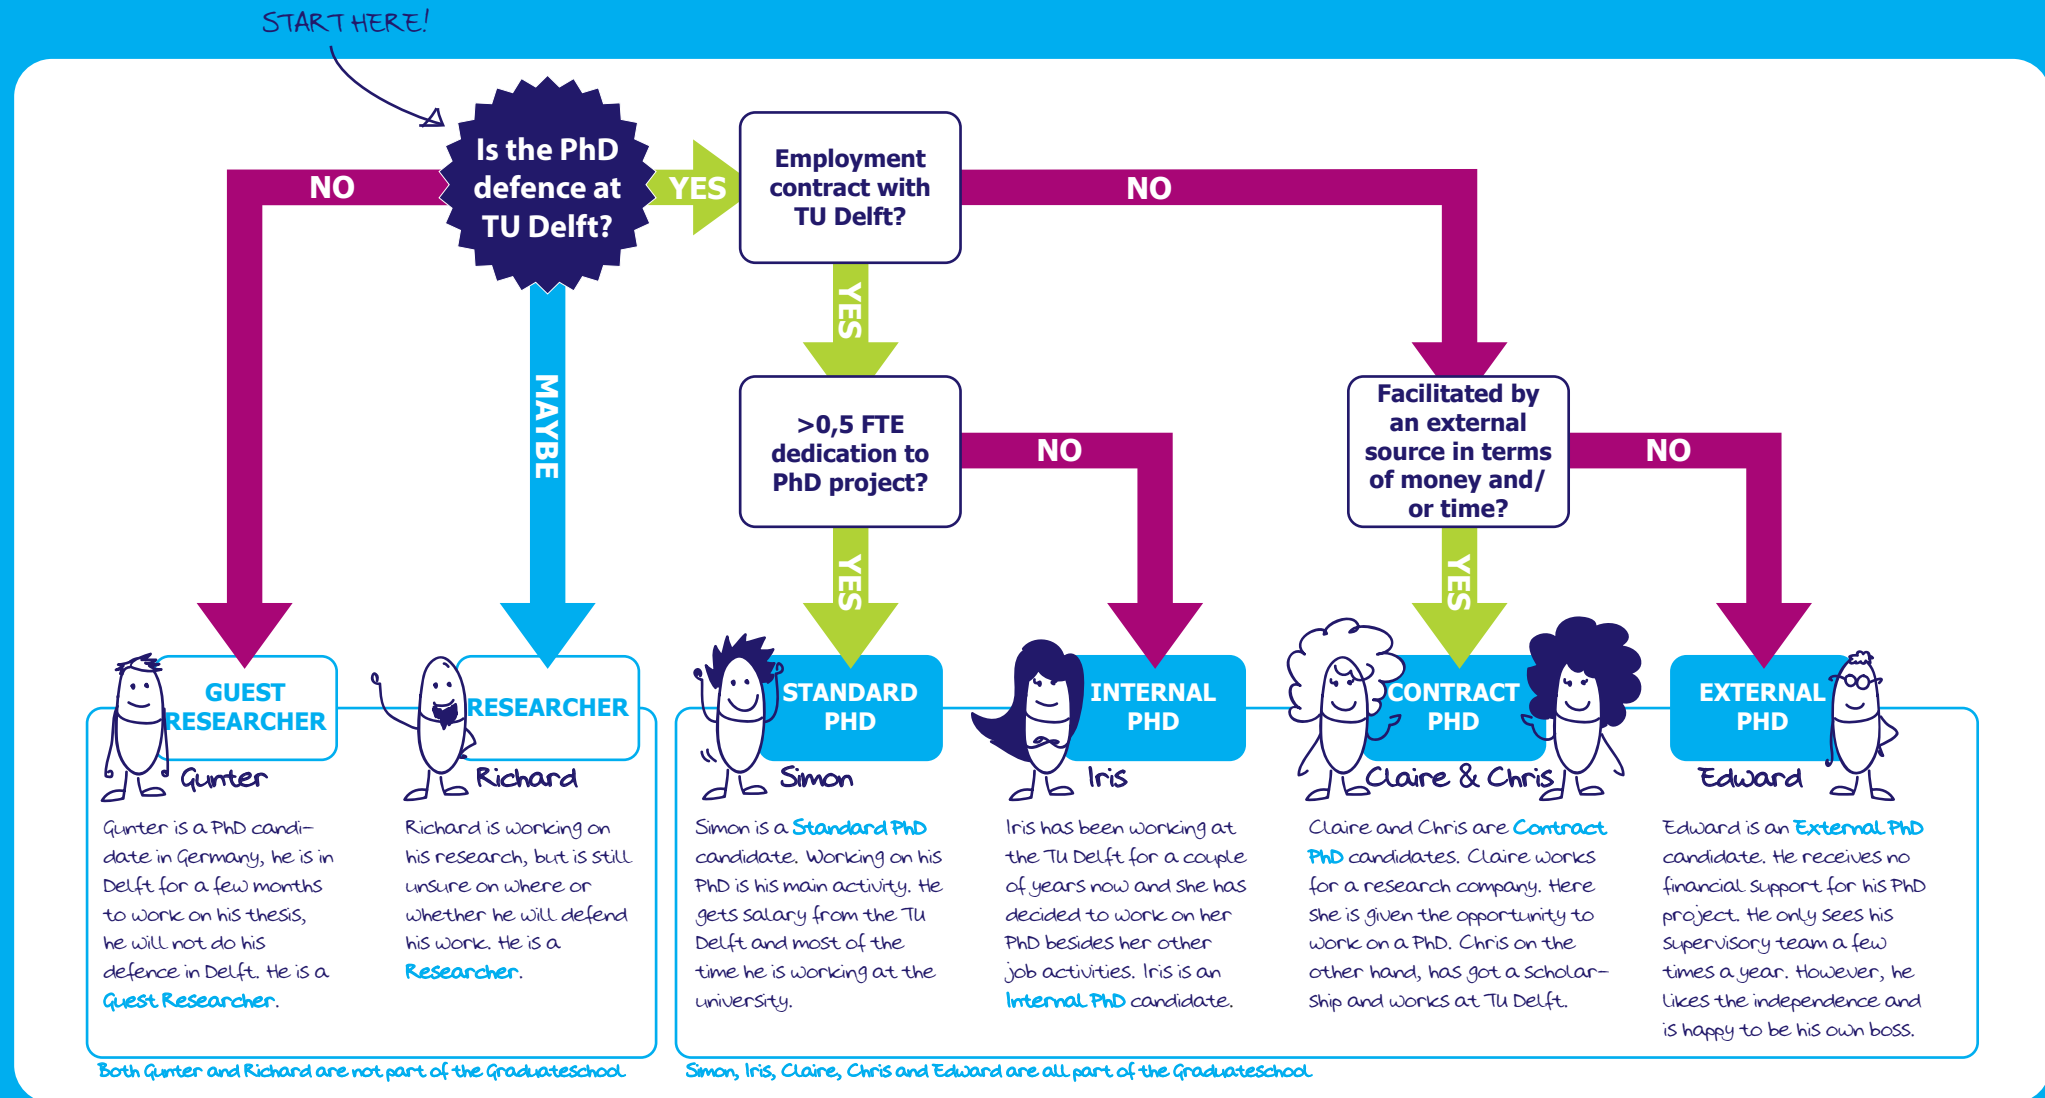 START HERE!
Is the PhD
defence at
TU Delft?
NO
YES
MAYBE
Employment
contract with
TU Delft?
NO
YES
>0,5 FTE
dedication to
PhD project?
NO
YES
Facilitated by
an external
source in terms
of money and/
or time?
NO
YES
GUEST
RESEARCHER
Gunter
Gunter is a PhD candi-
date in Germany, he is in
Delft for a few months
to work on his thesis,
he will not do his
defence in Delft. He is a
Guest Researcher.
RESEARCHER
Richard
Richard is working on
his research, but is still
unsure on where or
whether he will defend
his work. He is a
Researcher.
Both Gunter and Richard are not part of the Graduateschool
STANDARD
PHD
Simon
Simon is a Standard PhD
candidate. Working on his
PhD is his main activity. He
gets salary from the TU
Delft and most of the
time he is working at the
university.
INTERNAL
PHD
Iris
Iris has been working at
the TU Delft for a couple
of years now and she has
decided to work on her
PhD besides her other
job activities. Iris is an
Internal PhD candidate.
CONTRACT
PHD
Claire & Chris
Claire and Chris are Contract
PhD candidates. Claire works
for a research company. Here
she is given the opportunity to
work on a PhD. Chris on the
other hand, has got a scholar-
ship and works at TU Delft.
EXTERNAL
PHD
Edward
Edward is an External PhD
candidate. He receives no
financial support for his PhD
project. He only sees his
supervisory team a few
times a year. However, he
likes the independence and
is happy to be his own boss.
Simon, Iris, Claire, Chris and Edward are all part of the Graduateschool